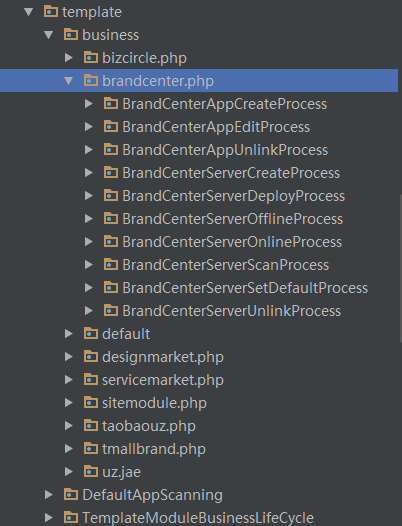 template
business
bizcircle.php
brandcenter.php
BrandCenterAppCreateProcess
BrandCenterAppEditProcess
BrandCenterAppUnlinkProcess
BrandCenterServerCreateProcess
BrandCenterServerDeployProcess
BrandCenterServerOfflineProcess
BrandCenterServerOnlineProcess
BrandCenterServerScanProcess
BrandCenterServerSetDefaultProcess
BrandCenterServerUnlinkProcess
default
designmarket.php
servicemarket.php
sitemodule.php
taobaouz.php
tmallbrand.php
uz.jae
DefaultAppScanning
TemplateModuleBusinessLifeCycle